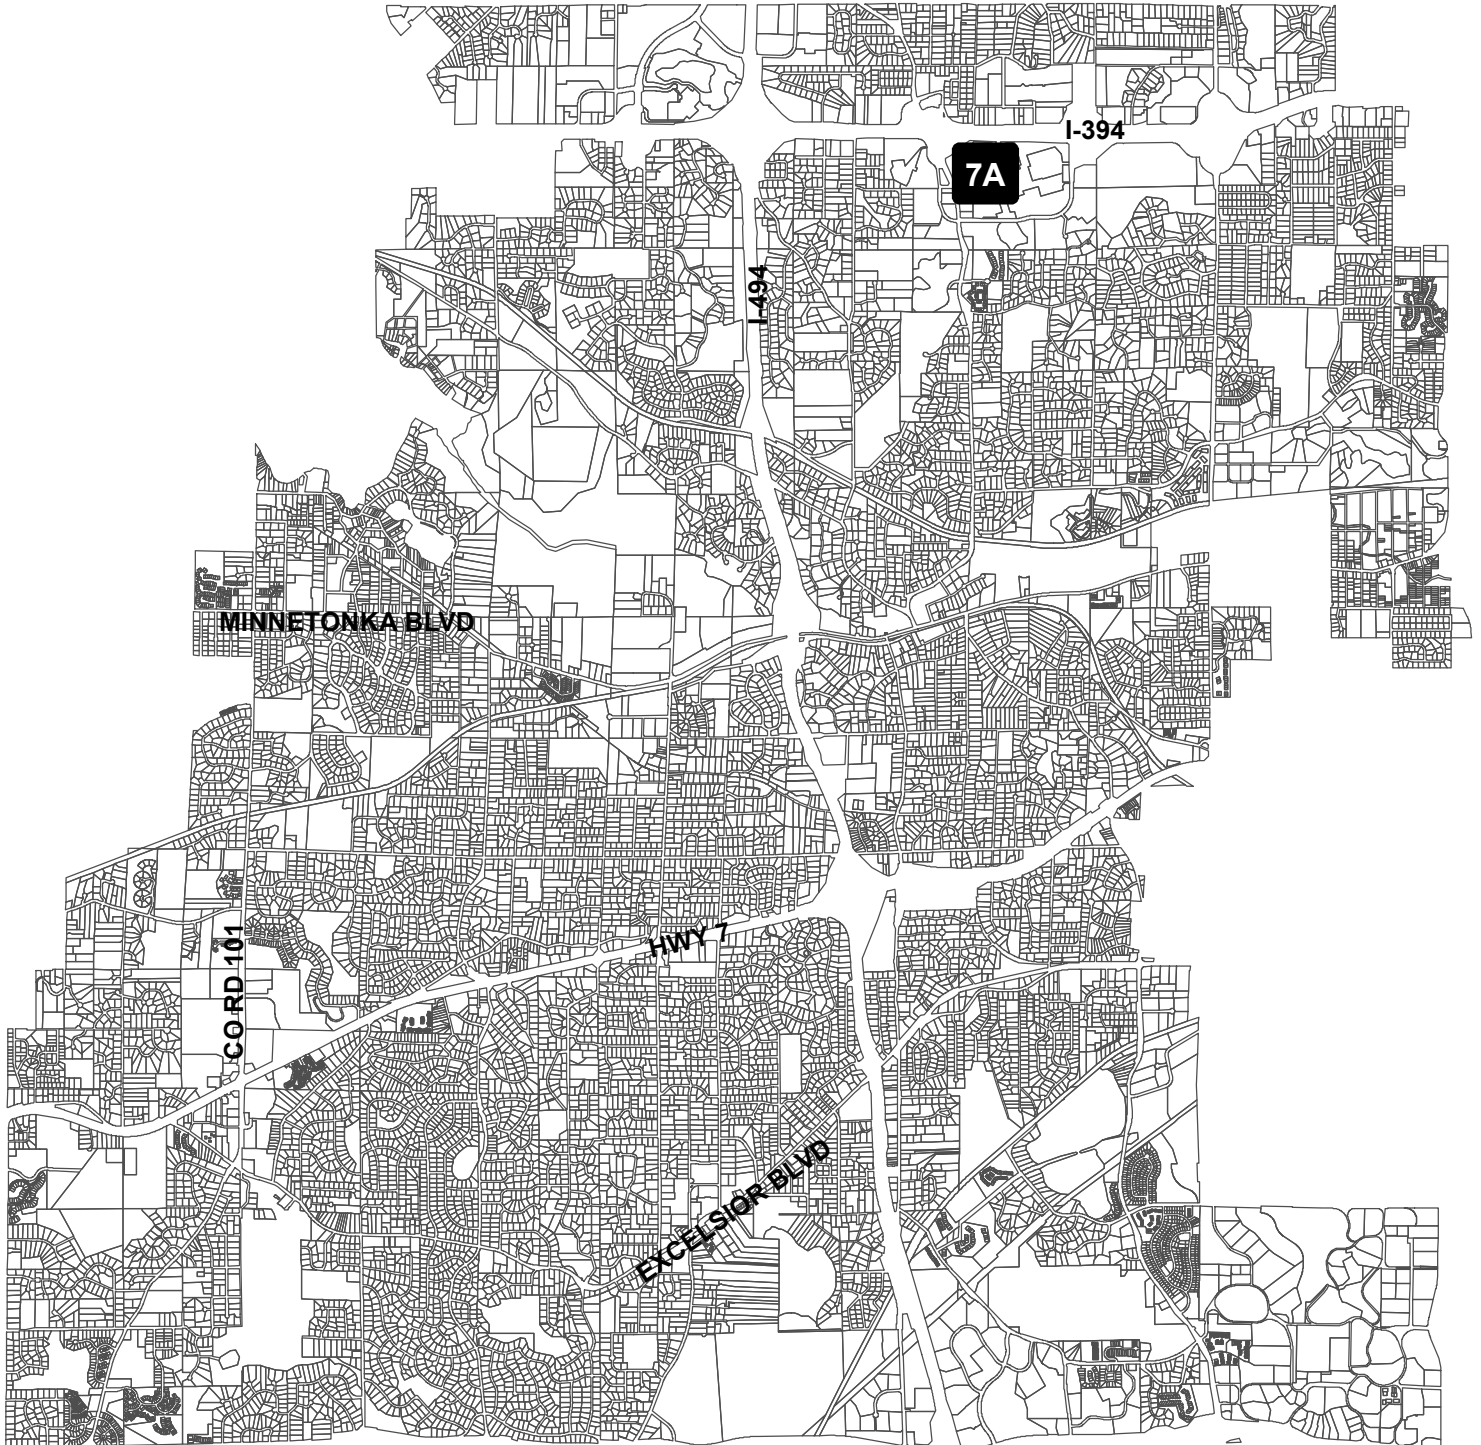 I-394
7A
I-494
MINNETONKA BLVD
HWY 7
CO RD 101
EXCELSIOR BLVD